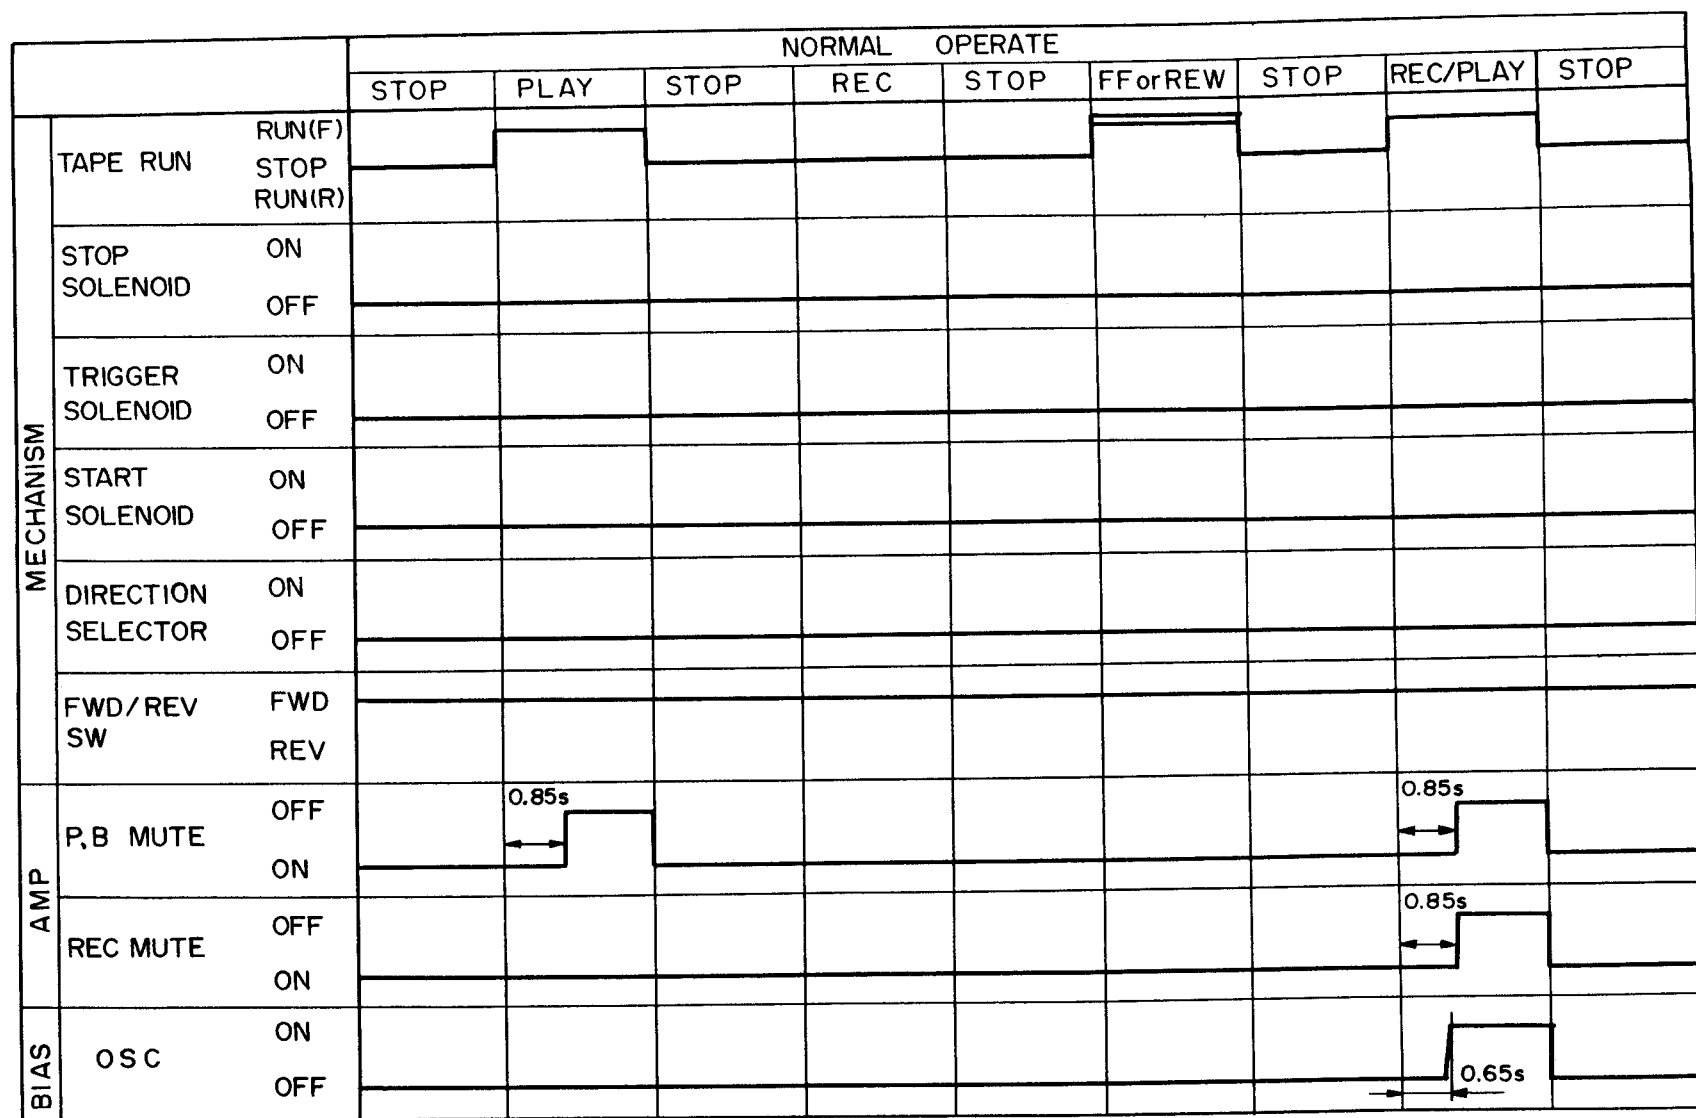 NORMAL OPERATE
STOP PLAY STOP REC STOP FForREW STOP REC/PLAY STOP
MECHANISM
TAPE RUN
RUN(F)
STOP
RUN(R)
STOP
SOLENOID
ON
OFF
TRIGGER
SOLENOID
ON
OFF
START
SOLENOID
ON
OFF
DIRECTION
SELECTOR
ON
OFF
FWD/REV
SW
FWD
REV
AMP
P.B MUTE
OFF
ON
0.85s
0.85s
REC MUTE
OFF
ON
0.85s
BIAS
OSC
ON
OFF
0.65s